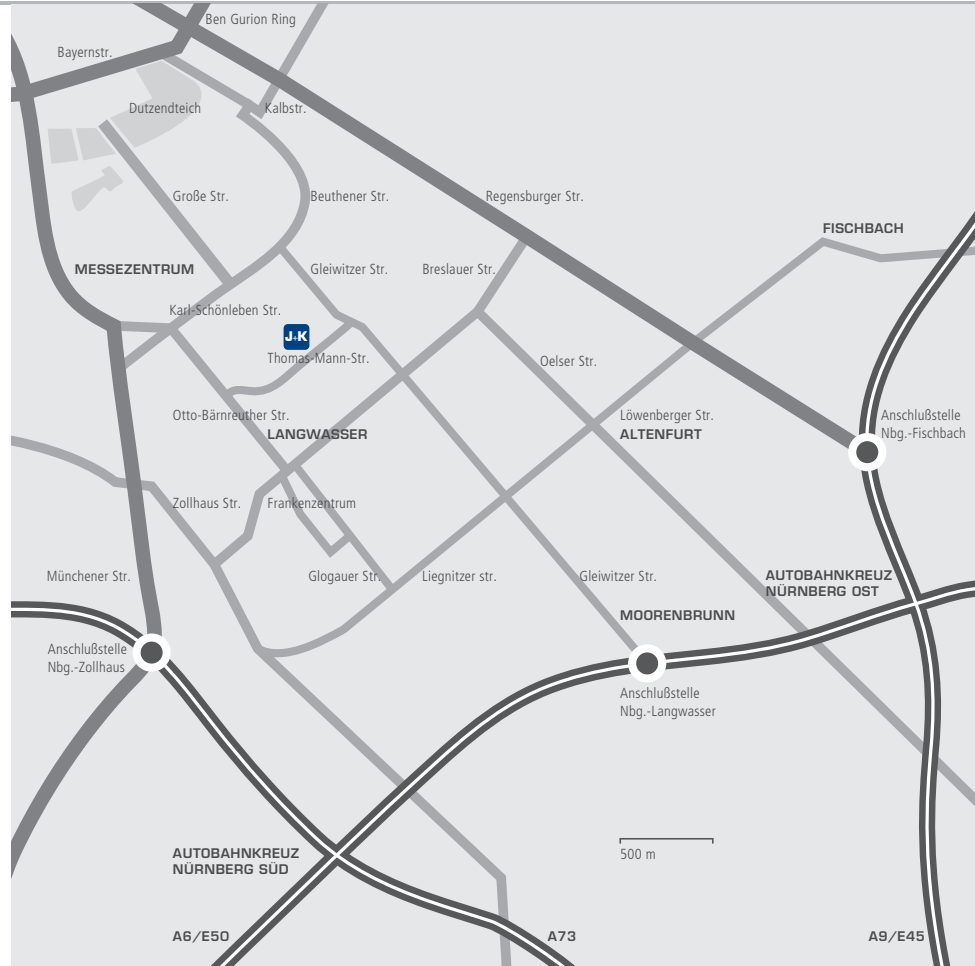 Ben Gurion Ring
Bayernstr.
Dutzendteich
Kalbstr.
Große Str.
Beuthener Str.
Regensburger Str.
FISCHBACH
MESSEZENTRUM
Gleiwitzer Str.
Breslauer Str.
Karl-Schönleben Str.
J+K
Thomas-Mann-Str.
Oelser Str.
Otto-Bärnreuther Str.
LANGWASSER
Löwenberger Str.
ALTENFURT
Anschlußstelle
Nbg.-Fischbach
Zollhaus Str.
Frankenzentrum
Münchener Str.
Glogauer Str.
Liegnitzer str.
Gleiwitzer Str.
AUTOBAHNKREUZ
NÜRNBERG OST
MOORENBRUNN
Anschlußstelle
Nbg.-Zollhaus
Anschlußstelle
Nbg.-Langwasser
500 m
AUTOBAHNKREUZ
NÜRNBERG SÜD
A6/E50
A73
A9/E45